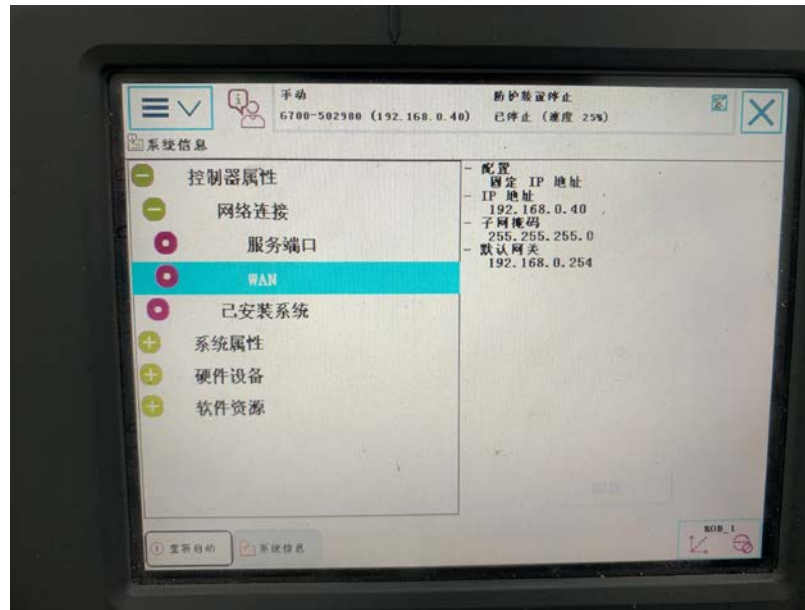 手动
6700-502980 (192.168.0.40)
防护装置停止
已停止 (速度 25%)
系统信息
控制器属性
网络连接
服务端口
WAN
已安装系统
系统属性
硬件设备
软件资源
- 配置
固定 IP 地址
- IP 地址
192.168.0.40
- 子网掩码
255.255.255.0
- 默认网关
192.168.0.254
重新启动
系统信息
ROB_1